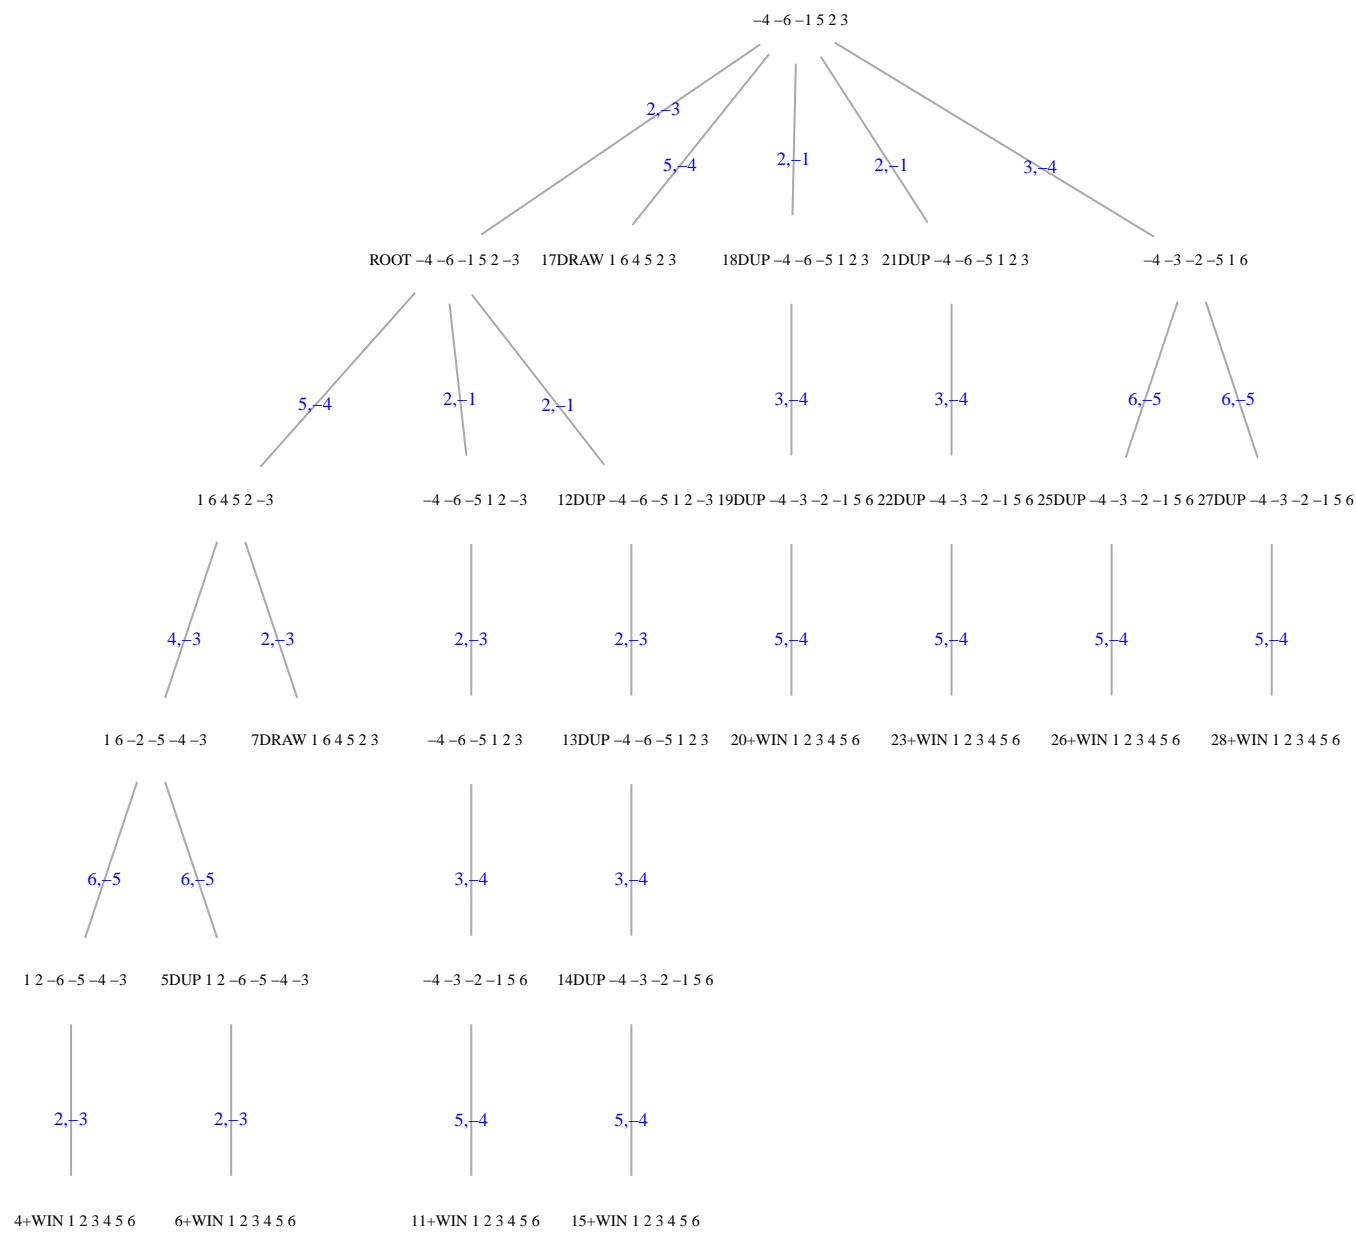 −4 −6 −1 5 2 3
2,−3
5,−4
2,−1
2,−1
3,−4
ROOT −4 −6 −1 5 2 −3
17DRAW 1 6 4 5 2 3
18DUP −4 −6 −5 1 2 3
21DUP −4 −6 −5 1 2 3
−4 −3 −2 −5 1 6
5,−4
2,−1
2,−1
3,−4
3,−4
6,−5
6,−5
1 6 4 5 2 −3
−4 −6 −5 1 2 −3
12DUP −4 −6 −5 1 2 −3
19DUP −4 −3 −2 −1 5 6
22DUP −4 −3 −2 −1 5 6
25DUP −4 −3 −2 −1 5 6
27DUP −4 −3 −2 −1 5 6
4,−3
2,−3
2,−3
2,−3
5,−4
5,−4
5,−4
5,−4
1 6 −2 −5 −4 −3
7DRAW 1 6 4 5 2 3
−4 −6 −5 1 2 3
13DUP −4 −6 −5 1 2 3
20+WIN 1 2 3 4 5 6
23+WIN 1 2 3 4 5 6
26+WIN 1 2 3 4 5 6
28+WIN 1 2 3 4 5 6
6,−5
6,−5
3,−4
3,−4
1 2 −6 −5 −4 −3
5DUP 1 2 −6 −5 −4 −3
−4 −3 −2 −1 5 6
14DUP −4 −3 −2 −1 5 6
2,−3
2,−3
5,−4
5,−4
4+WIN 1 2 3 4 5 6
6+WIN 1 2 3 4 5 6
11+WIN 1 2 3 4 5 6
15+WIN 1 2 3 4 5 6